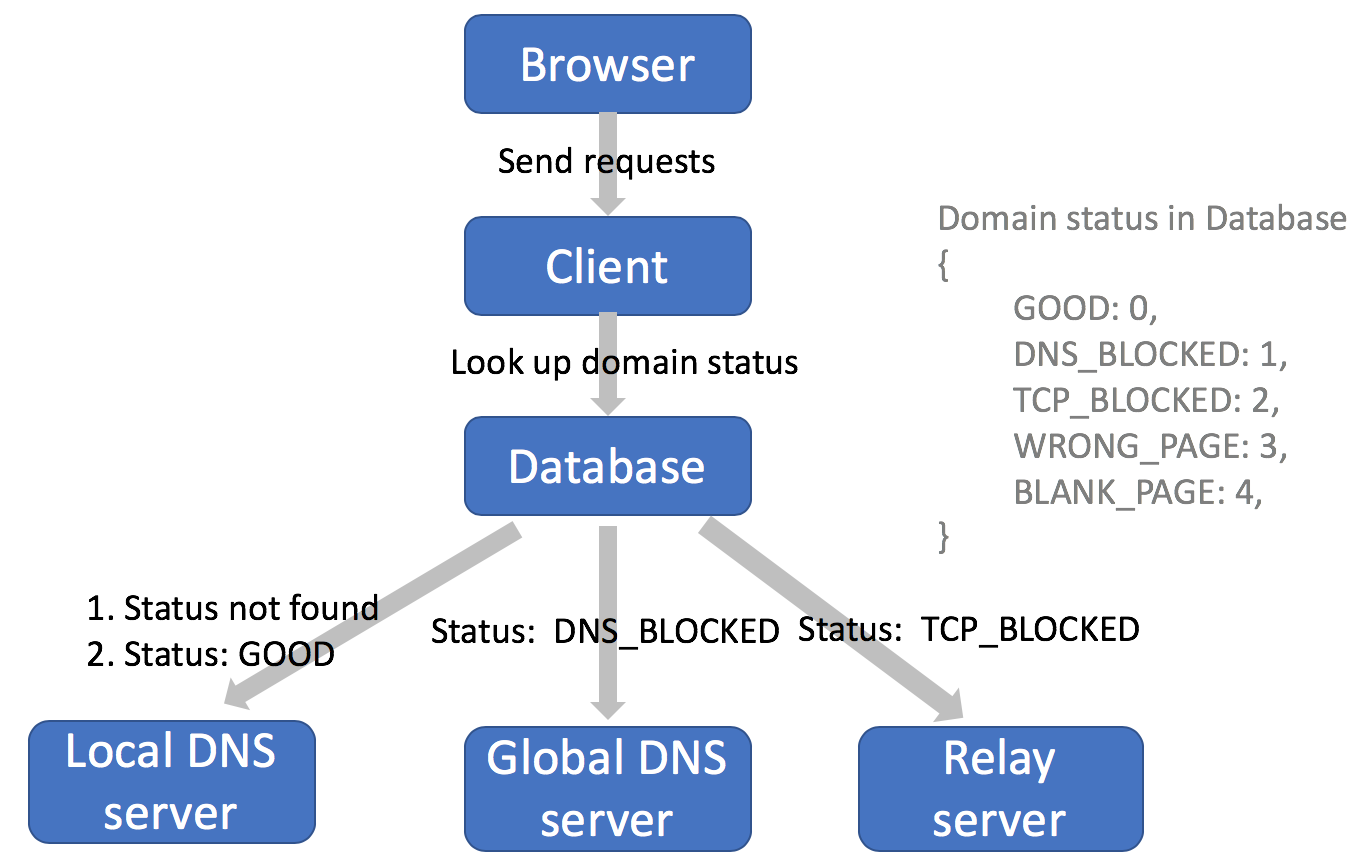 Browser
Send requests
Client
Look up domain status
Database
Domain status in Database
{
GOOD: 0,
DNS_BLOCKED: 1,
TCP_BLOCKED: 2,
WRONG_PAGE: 3,
BLANK_PAGE: 4,
}
1. Status not found
2. Status: GOOD
Status: DNS_BLOCKED
Status: TCP_BLOCKED
Local DNS
server
Global DNS
server
Relay
server